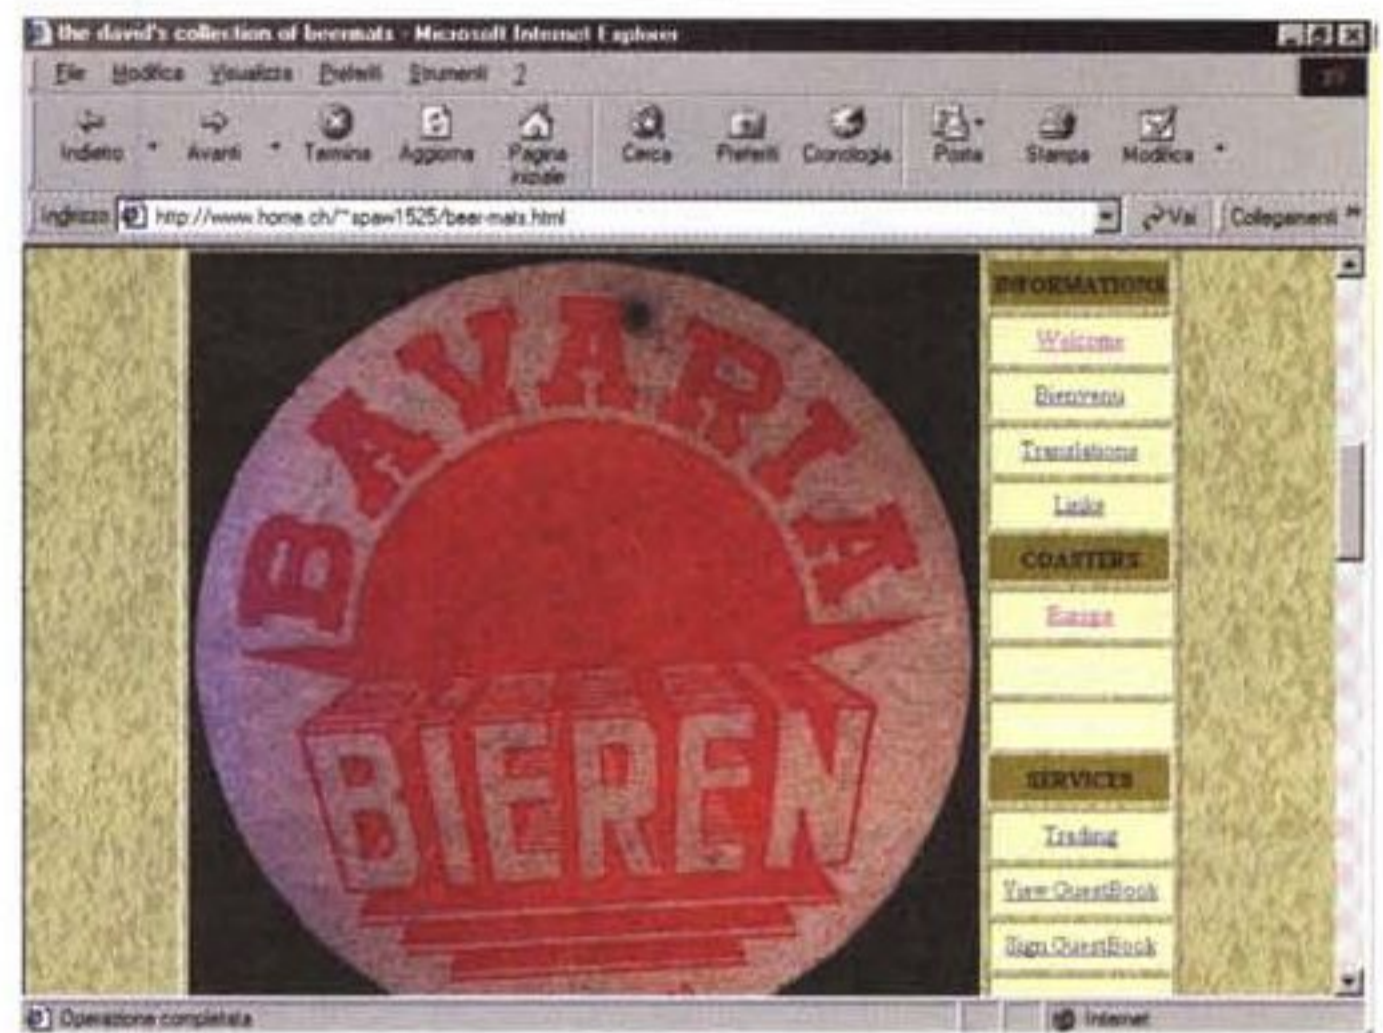 the david's collection of beermats - Microsoft Internet Explorer
File Modifica Visualizza Preferiti Strumenti ?
Indietro Avanti Termina Aggiorna Pagina iniziale Cerca Preferiti Cronologia Posta Stampa Modifica
Indirizzo http://www.home.ch/~spaw1525/beer-mats.html Vai Collegamenti »
BAVARIA
BIEREN
INFORMATIONS
Welcome
Bienvenu
Translations
Links
COASTERS
Europe
SERVICES
Trading
View GuestBook
Sign GuestBook
Operazione completata
Internet